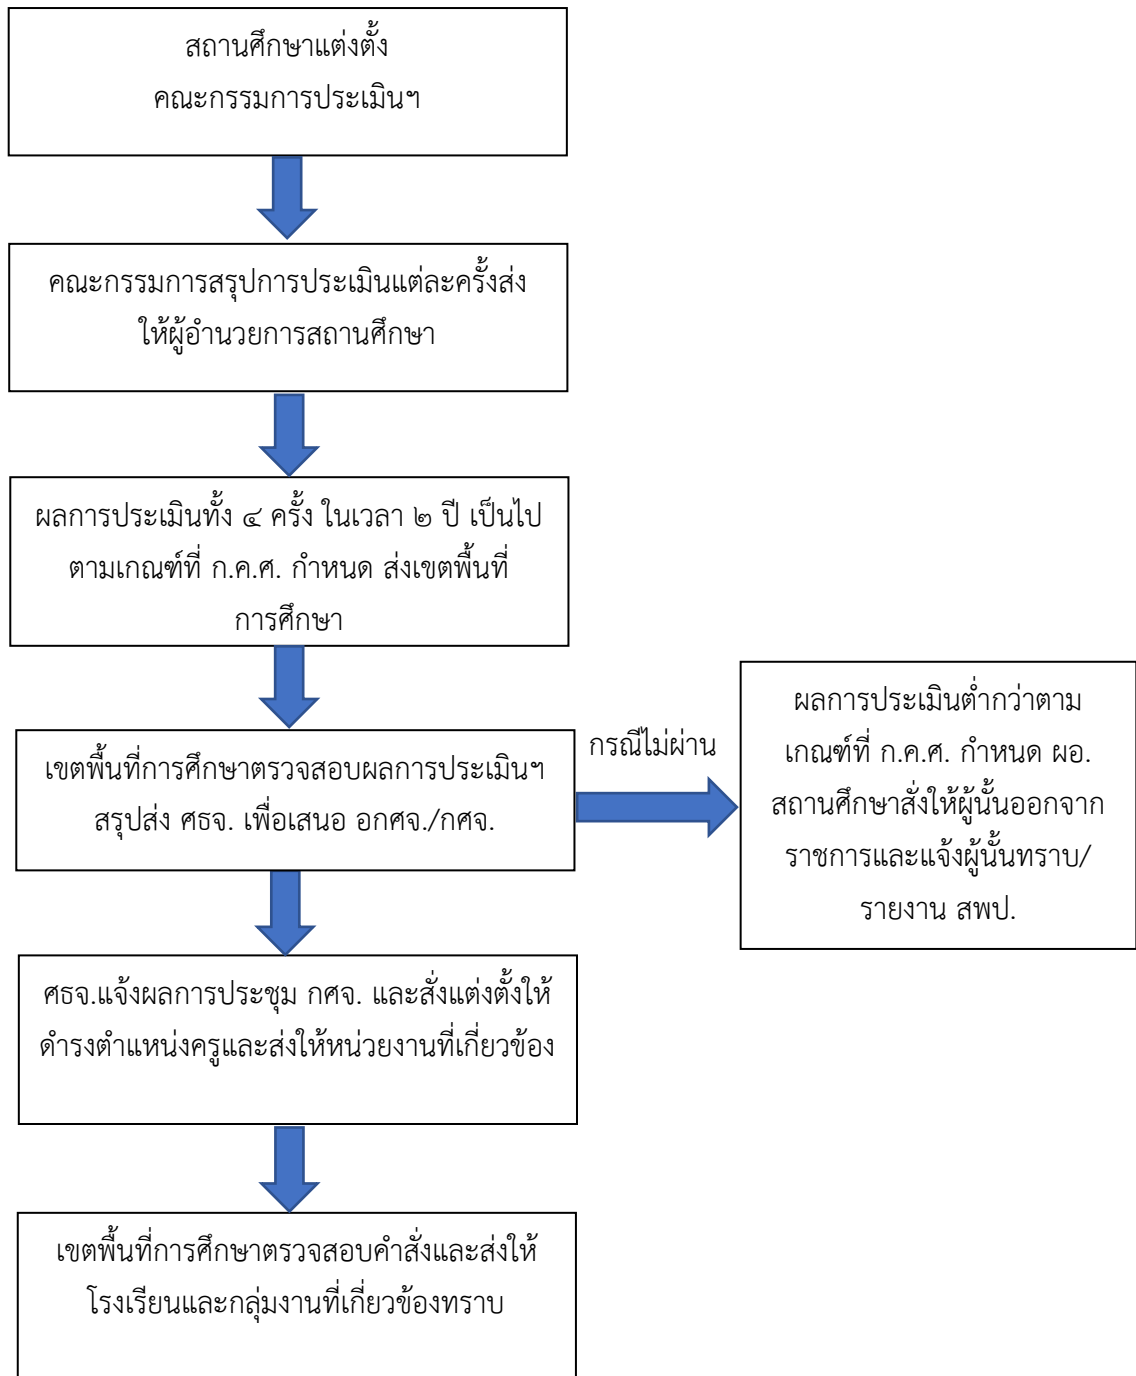 สถานศึกษาแต่งตั้ง
คณะกรรมการประเมินฯ
คณะกรรมการสรุปการประเมินแต่ละครั้งส่ง
ให้ผู้อำนวยการสถานศึกษา
ผลการประเมินทั้ง ๔ ครั้ง ในเวลา ๒ ปี เป็นไป
ตามเกณฑ์ที่ ก.ค.ศ. กำหนด ส่งเขตพื้นที่
การศึกษา
เขตพื้นที่การศึกษาตรวจสอบผลการประเมินฯ
สรุปส่ง ศธจ. เพื่อเสนอ อกศจ./กศจ.
กรณีไม่ผ่าน
ผลการประเมินต่ำกว่าตาม
เกณฑ์ที่ ก.ค.ศ. กำหนด ผอ.
สถานศึกษาสั่งให้ผู้นั้นออกจาก
ราชการและแจ้งผู้นั้นทราบ/
รายงาน สพป.
ศธจ.แจ้งผลการประชุม กศจ. และสั่งแต่งตั้งให้
ดำรงตำแหน่งครูและส่งให้หน่วยงานที่เกี่ยวข้อง
เขตพื้นที่การศึกษาตรวจสอบคำสั่งและส่งให้
โรงเรียนและกลุ่มงานที่เกี่ยวข้องทราบ